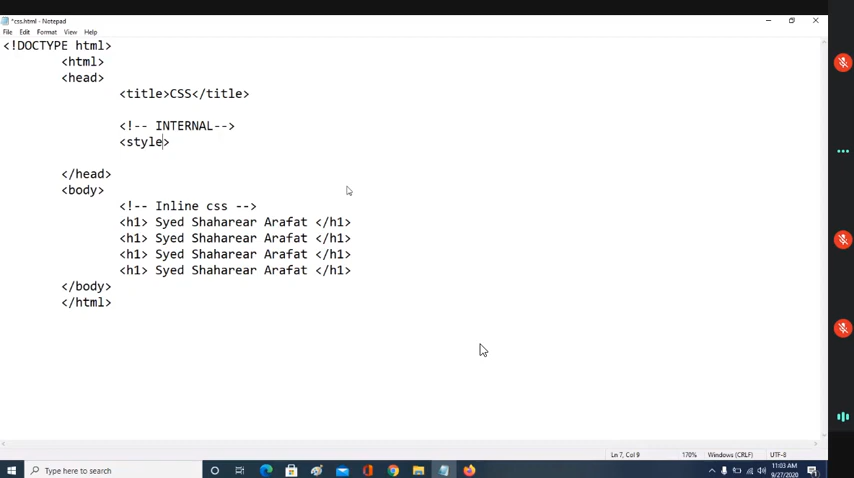 *css.html - Notepad
File Edit Format View Help
<!DOCTYPE html>
<html>
<head>
<title>CSS</title>
<!-- INTERNAL-->
<style>
</head>
<body>
<!-- Inline css -->
<h1> Syed Shaharear Arafat </h1>
<h1> Syed Shaharear Arafat </h1>
<h1> Syed Shaharear Arafat </h1>
<h1> Syed Shaharear Arafat </h1>
</body>
</html>
Ln 7, Col 9 170% Windows (CRLF) UTF-8
Type here to search
11:03 AM
9/27/2020